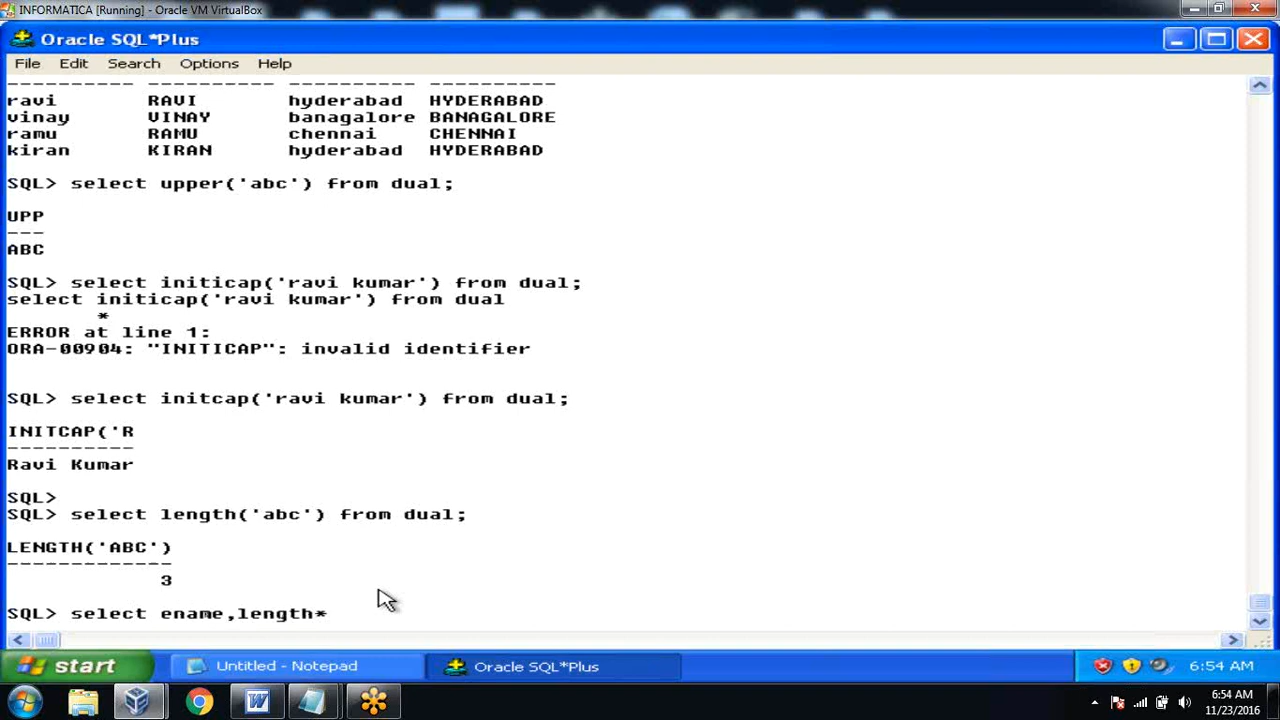 INFORMATICA [Running] - Oracle VM VirtualBox
Oracle SQL*Plus
File Edit Search Options Help
---------- ---------- ---------- ----------
ravi RAVI hyderabad HYDERABAD
vinay VINAY banagalore BANAGALORE
ramu RAMU chennai CHENNAI
kiran KIRAN hyderabad HYDERABAD
SQL> select upper('abc') from dual;
UPP
---
ABC
SQL> select initicap('ravi kumar') from dual;
select initicap('ravi kumar') from dual
*
ERROR at line 1:
ORA-00904: "INITICAP": invalid identifier
SQL> select initcap('ravi kumar') from dual;
INITCAP('R
----------
Ravi Kumar
SQL>
SQL> select length('abc') from dual;
LENGTH('ABC')
-------------
3
SQL> select ename,length*
start Untitled - Notepad Oracle SQL*Plus 6:54 AM
6:54 AM
11/23/2016